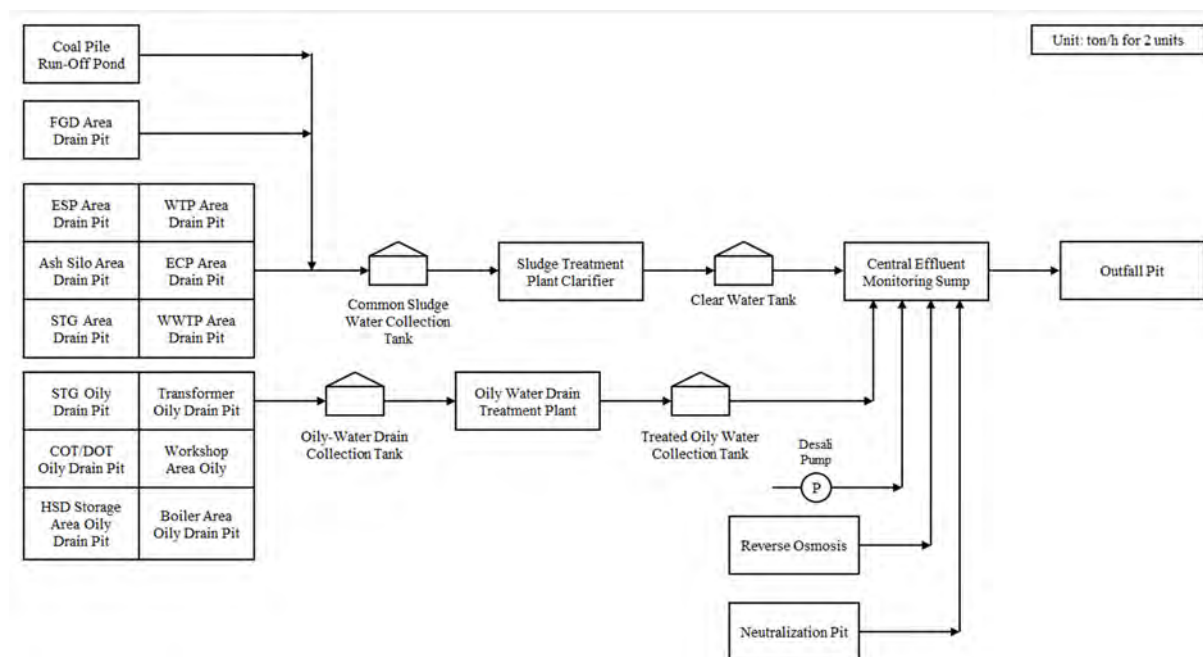 Coal Pile
Run-Off Pond
Unit: ton/h for 2 units
FGD Area
Drain Pit
ESP Area
Drain Pit
WTP Area
Drain Pit
Ash Silo Area
Drain Pit
ECP Area
Drain Pit
STG Area
Drain Pit
WWTP Area
Drain Pit
Common Sludge
Water Collection
Tank
Sludge Treatment
Plant Clarifier
Clear Water Tank
Central Effluent
Monitoring Sump
Outfall Pit
STG Oily
Drain Pit
Transformer
Oily Drain Pit
COT/DOT
Oily Drain Pit
Workshop
Area Oily
HSD Storage
Area Oily
Drain Pit
Boiler Area
Oily Drain Pit
Oily-Water Drain
Collection Tank
Oily Water Drain
Treatment Plant
Treated Oily Water
Collection Tank
Desali
Pump
P
Reverse Osmosis
Neutralization Pit